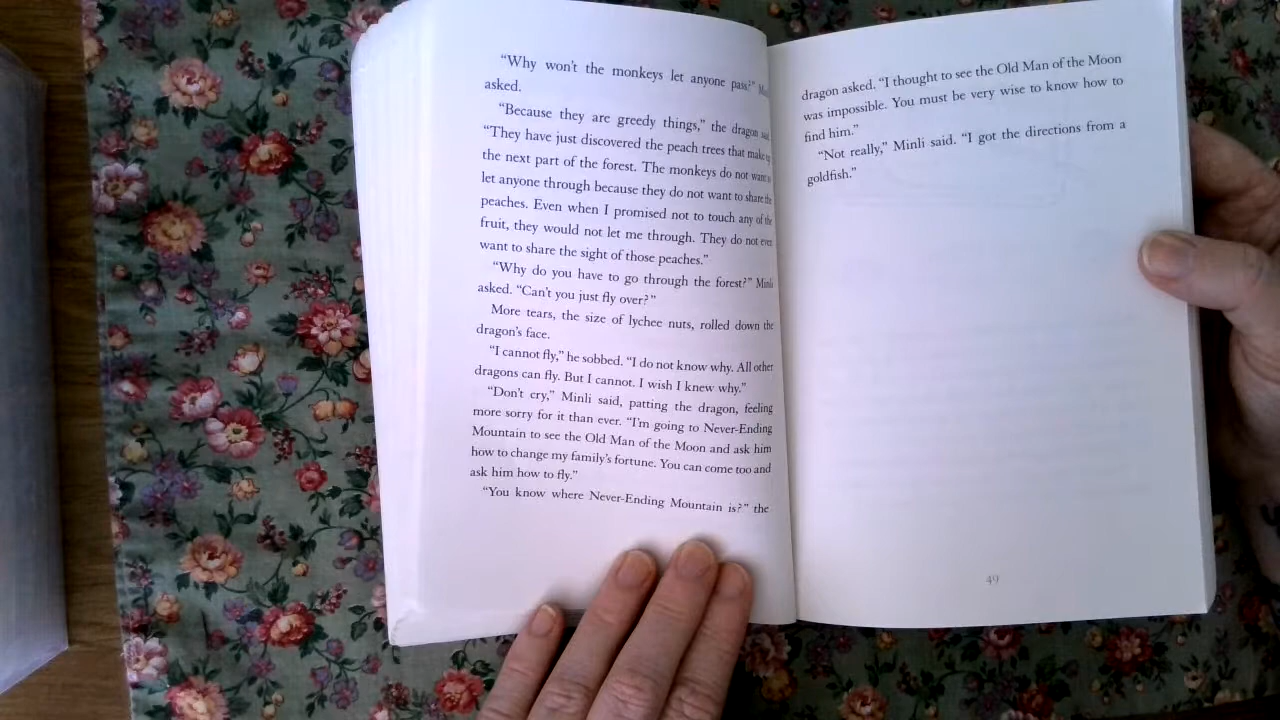 “Why won’t the monkeys let anyone pass?”
asked.
“Because they are greedy things,” the dragon
“They have just discovered the peach trees that make
the next part of the forest. The monkeys do not want
let anyone through because they do not want to share the
peaches. Even when I promised not to touch any of the
fruit, they would not let me through. They do not even
want to share the sight of those peaches.”
“Why do you have to go through the forest?” Minli
asked. “Can’t you just fly over?”
More tears, the size of lychee nuts, rolled down the
dragon’s face.
“I cannot fly,” he sobbed. “I do not know why. All other
dragons can fly. But I cannot. I wish I knew why.”
“Don’t cry,” Minli said, patting the dragon, feeling
more sorry for it than ever. “I’m going to Never-Ending
Mountain to see the Old Man of the Moon and ask him
how to change my family’s fortune. You can come too and
ask him how to fly.”
“You know where Never-Ending Mountain is?” the
dragon asked. “I thought to see the Old Man of the Moon
was impossible. You must be very wise to know how to
find him.”
“Not really,” Minli said. “I got the directions from a
goldfish.”
49